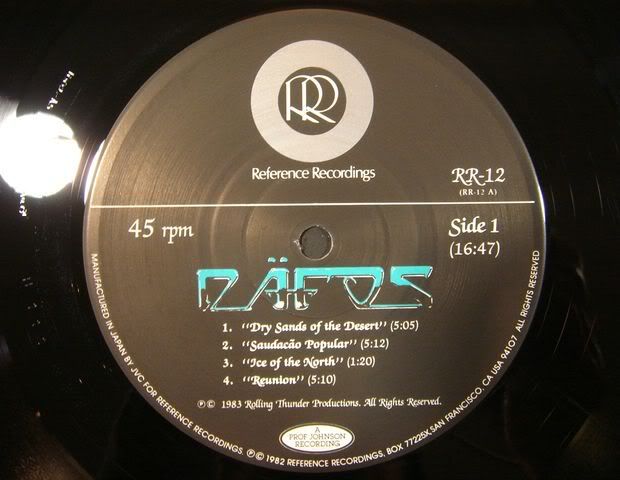 RR
Reference Recordings
RR-12
(RR-12 A)
45 rpm
Side 1
(16:47)
DÄFOS
1. "Dry Sands of the Desert" (5:05)
2. "Saudacão Popular" (5:12)
3. "Ice of the North" (1:20)
4. "Reunion" (5:10)
℗© 1983 Rolling Thunder Productions. All Rights Reserved.
A
PROF JOHNSON
RECORDING
MANUFACTURED IN JAPAN BY JVC FOR REFERENCE RECORDINGS. ℗© 1982 REFERENCE RECORDINGS, BOX 77225X, SAN FRANCISCO, CA USA 94107 ALL RIGHTS RESERVED